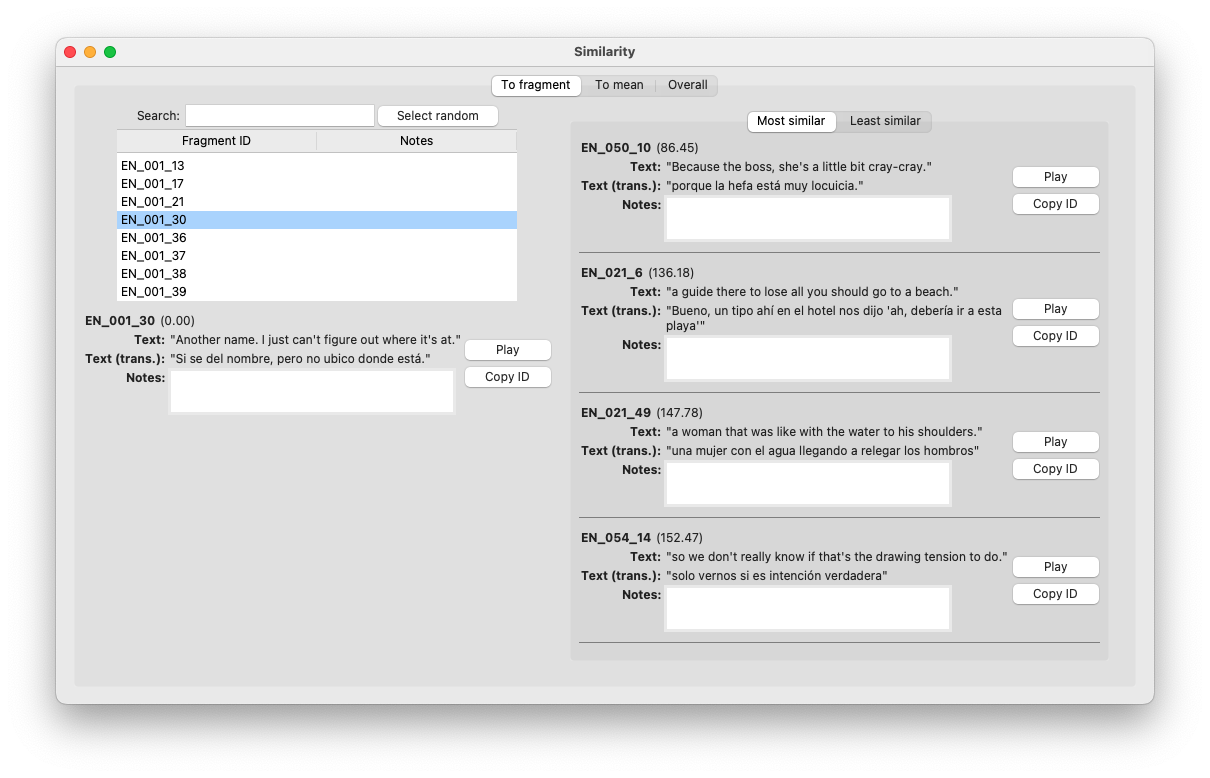 Similarity
To fragment To mean Overall
Search: Select random
Fragment ID Notes
EN_001_13
EN_001_17
EN_001_21
EN_001_30
EN_001_36
EN_001_37
EN_001_38
EN_001_39
EN_001_30 (0.00)
Text: "Another name. I just can't figure out where it's at."
Play
Text (trans.): "Si se del nombre, pero no ubico donde está."
Copy ID
Notes:
Most similar Least similar
EN_050_10 (86.45)
Text: "Because the boss, she's a little bit cray-cray."
Play
Text (trans.): "porque la hefa está muy locuicia."
Copy ID
Notes:
EN_021_6 (136.18)
Text: "a guide there to lose all you should go to a beach."
Play
Text (trans.): "Bueno, un tipo ahí en el hotel nos dijo 'ah, debería ir a esta
playa'"
Copy ID
Notes:
EN_021_49 (147.78)
Text: "a woman that was like with the water to his shoulders."
Play
Text (trans.): "una mujer con el agua llegando a relegar los hombros"
Copy ID
Notes:
EN_054_14 (152.47)
Text: "so we don't really know if that's the drawing tension to do."
Play
Text (trans.): "solo vernos si es intención verdadera"
Copy ID
Notes: